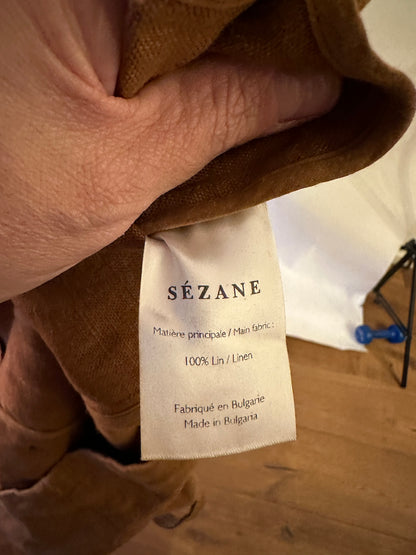 SÉZANE
Matière principale / Main fabric :
100% Lin / Linen
Fabriqué en Bulgarie
Made in Bulgaria